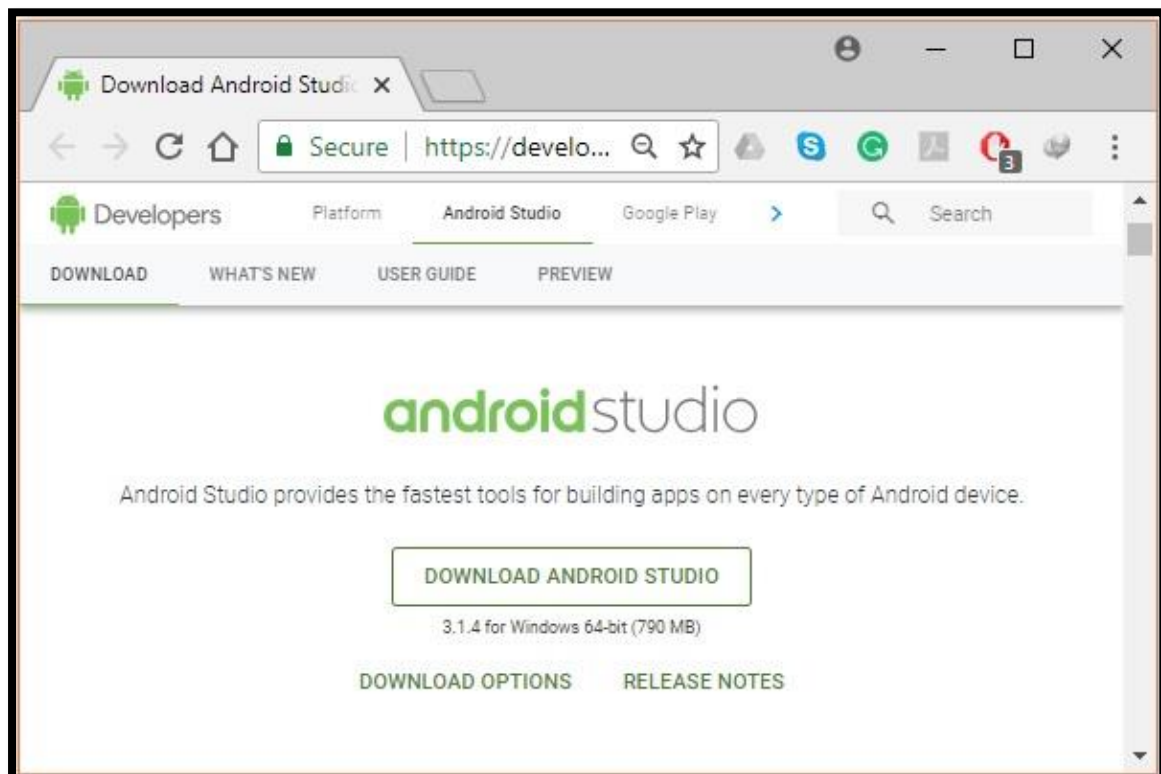 Download Android Studi
Secure | https://develo...
3
Developers Platform Android Studio Google Play Search
DOWNLOAD WHAT'S NEW USER GUIDE PREVIEW
androidstudio
Android Studio provides the fastest tools for building apps on every type of Android device.
DOWNLOAD ANDROID STUDIO
3.1.4 for Windows 64-bit (790 MB)
DOWNLOAD OPTIONS RELEASE NOTES